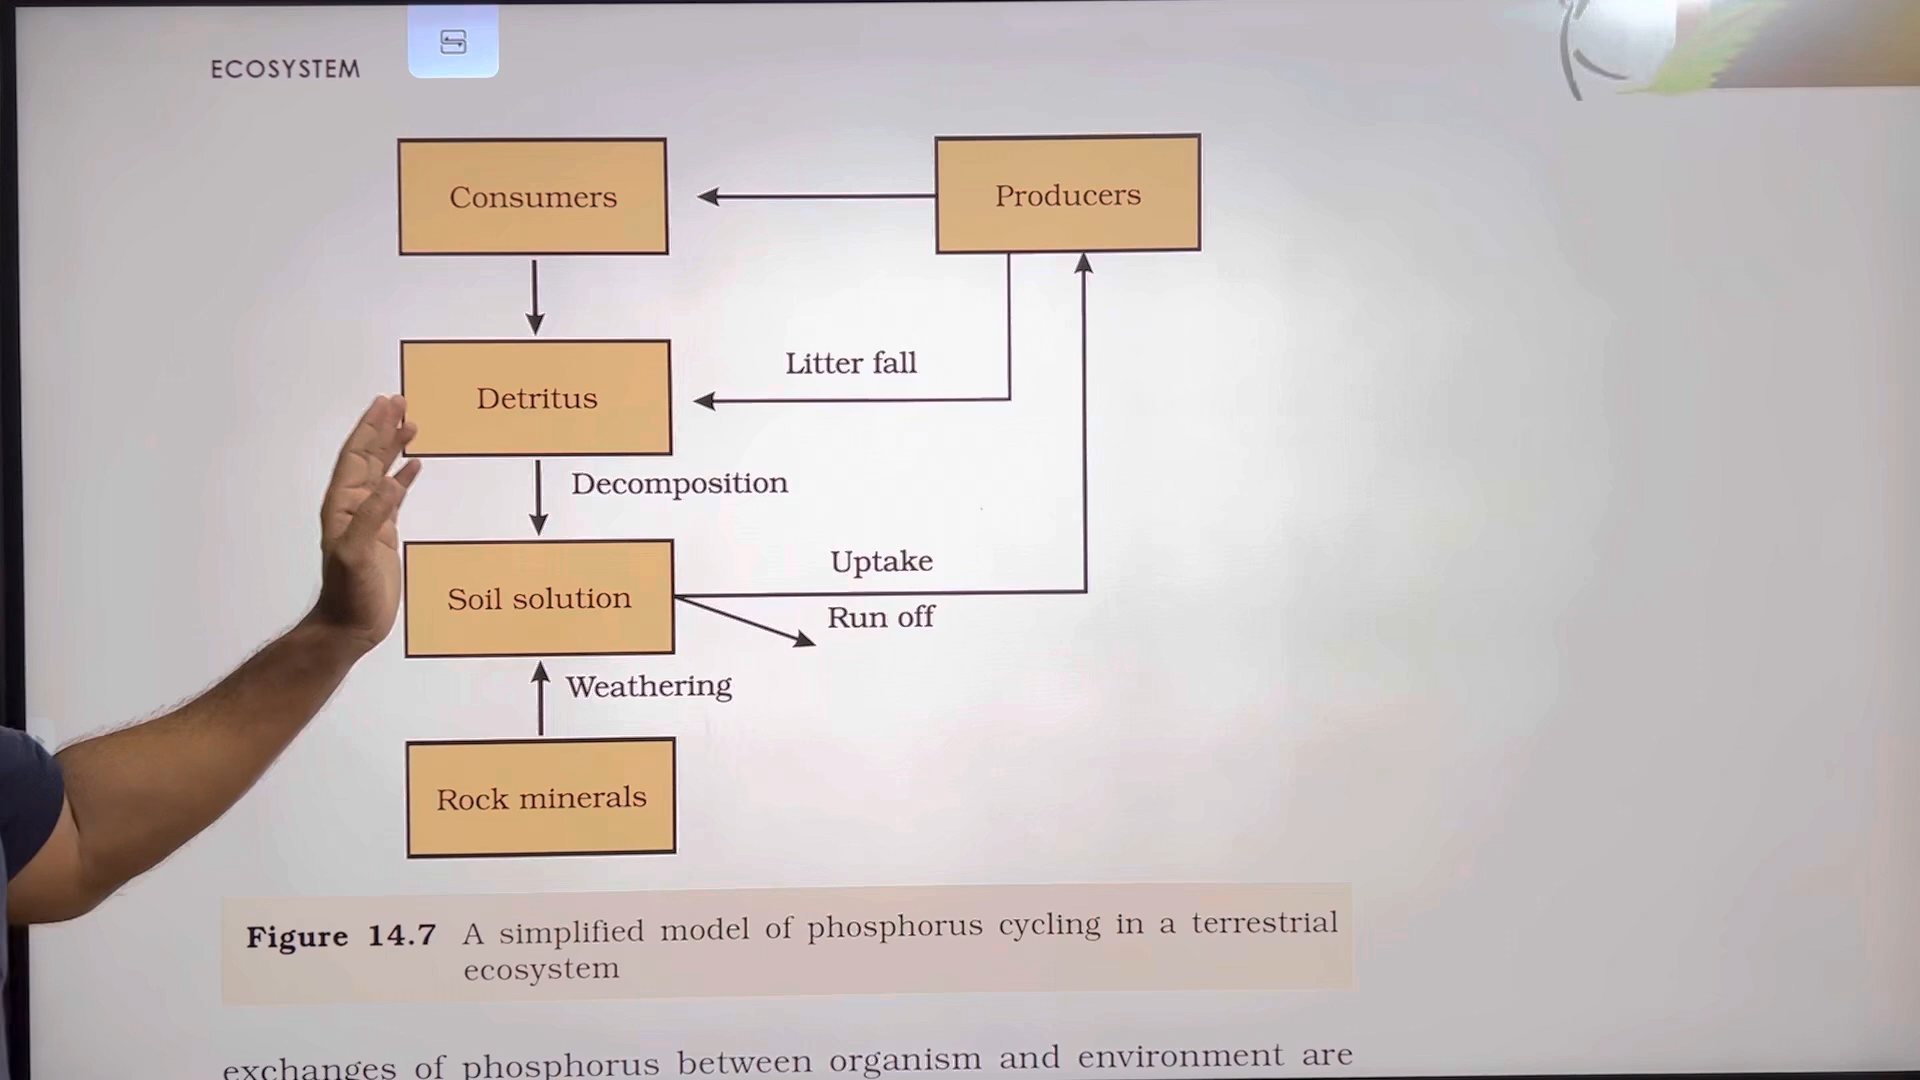 ECOSYSTEM
Consumers
Producers
Litter fall
Detritus
Decomposition
Uptake
Soil solution
Run off
Weathering
Rock minerals
Figure 14.7 A simplified model of phosphorus cycling in a terrestrial
ecosystem
exchanges of phosphorus between organism and environment are